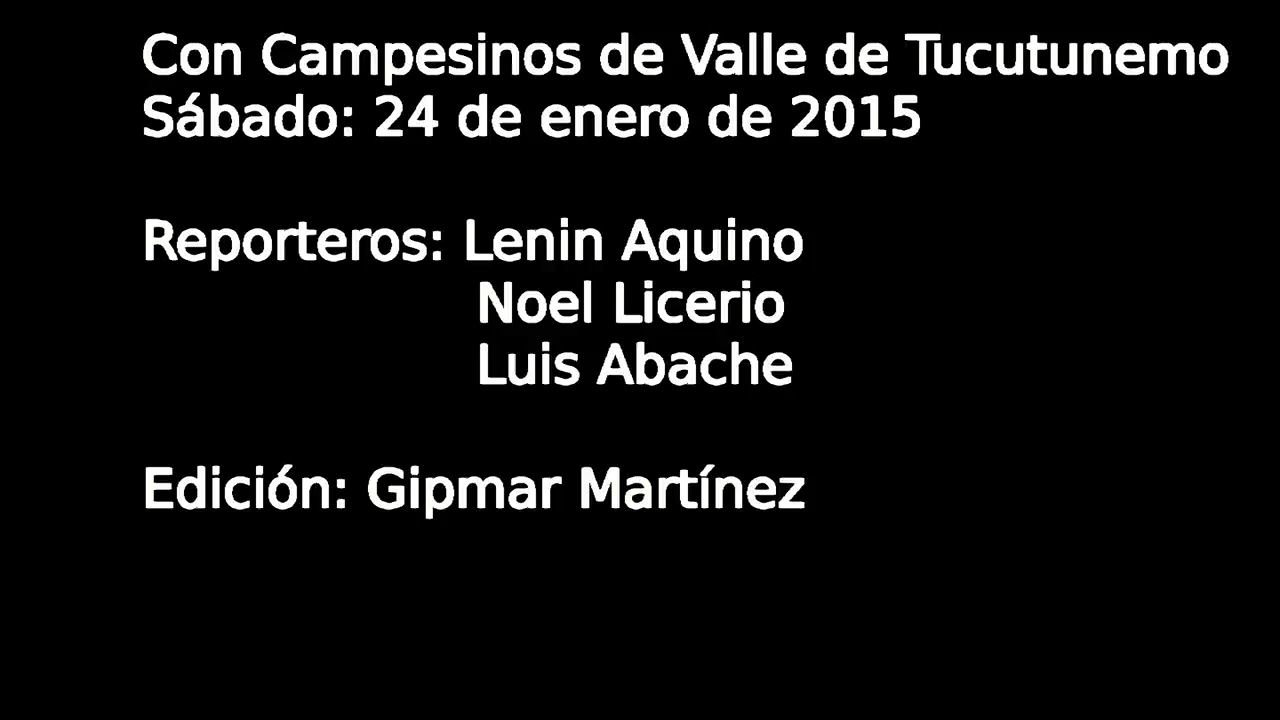 Con Campesinos de Valle de Tucutunemo
Sábado: 24 de enero de 2015
Reporteros: Lenin Aquino
Noel Licerio
Luis Abache
Edición: Gipmar Martínez